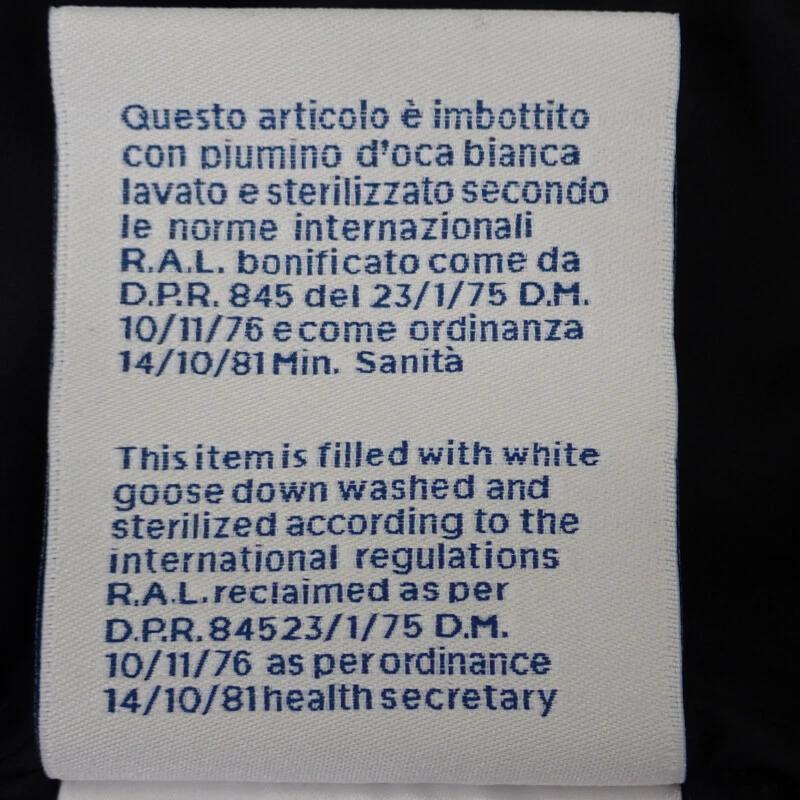 Questo articolo è imbottito
con piumino d'oca bianca
lavato e sterilizzato secondo
le norme internazionali
R.A.L. bonificato come da
D.P.R. 845 del 23/1/75 D.M.
10/11/76 e come ordinanza
14/10/81 Min. Sanità
This item is filled with white
goose down washed and
sterilized according to the
international regulations
R.A.L. reclaimed as per
D.P.R. 845 23/1/75 D.M.
10/11/76 as per ordinance
14/10/81 health secretary